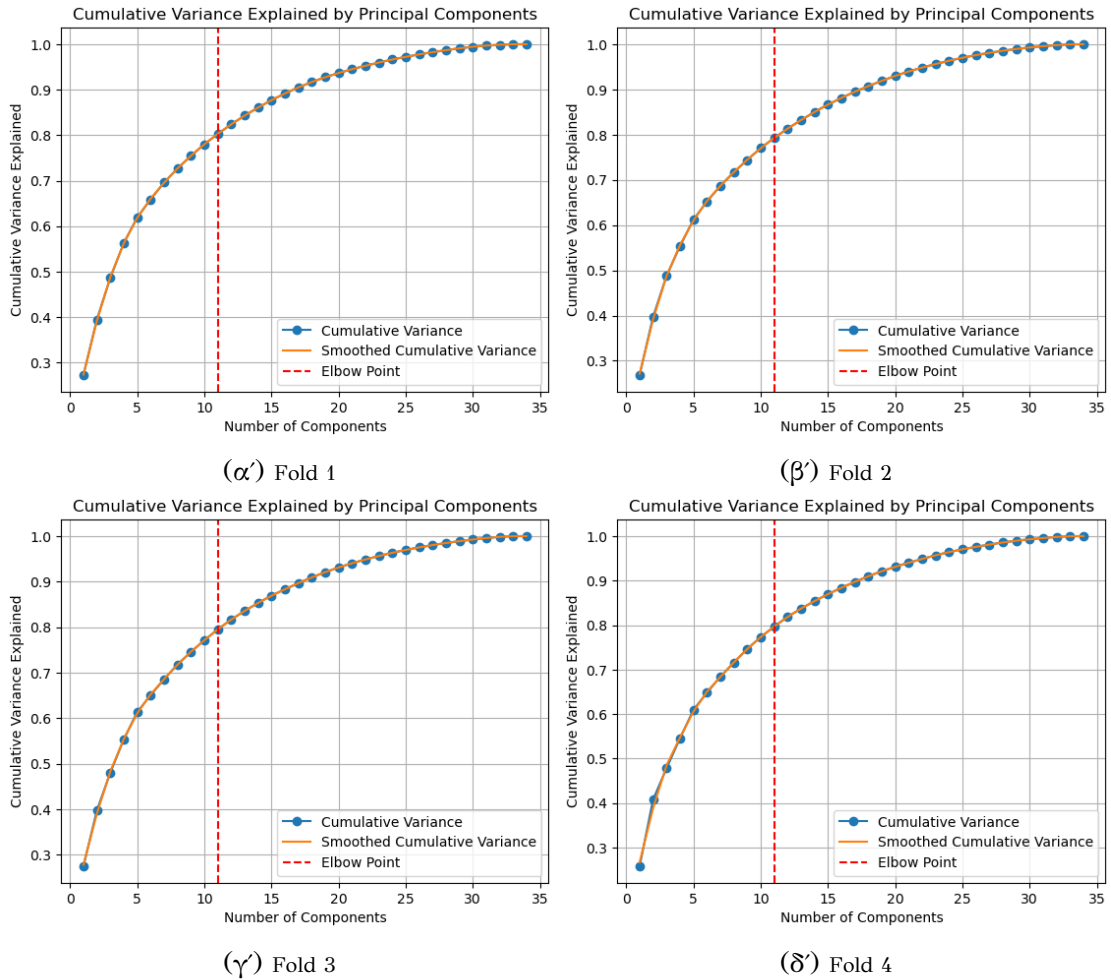 Cumulative Variance Explained by Principal Components
1.0
0.9
0.8
0.7
0.6
0.5
0.4
0.3
Cumulative Variance Explained
Cumulative Variance
Smoothed Cumulative Variance
Elbow Point
0 5 10 15 20 25 30 35
Number of Components
(α΄) Fold 1
Cumulative Variance Explained by Principal Components
1.0
0.9
0.8
0.7
0.6
0.5
0.4
0.3
Cumulative Variance Explained
Cumulative Variance
Smoothed Cumulative Variance
Elbow Point
0 5 10 15 20 25 30 35
Number of Components
(β΄) Fold 2
Cumulative Variance Explained by Principal Components
1.0
0.9
0.8
0.7
0.6
0.5
0.4
0.3
Cumulative Variance Explained
Cumulative Variance
Smoothed Cumulative Variance
Elbow Point
0 5 10 15 20 25 30 35
Number of Components
(γ΄) Fold 3
Cumulative Variance Explained by Principal Components
1.0
0.9
0.8
0.7
0.6
0.5
0.4
0.3
Cumulative Variance Explained
Cumulative Variance
Smoothed Cumulative Variance
Elbow Point
0 5 10 15 20 25 30 35
Number of Components
(δ΄) Fold 4